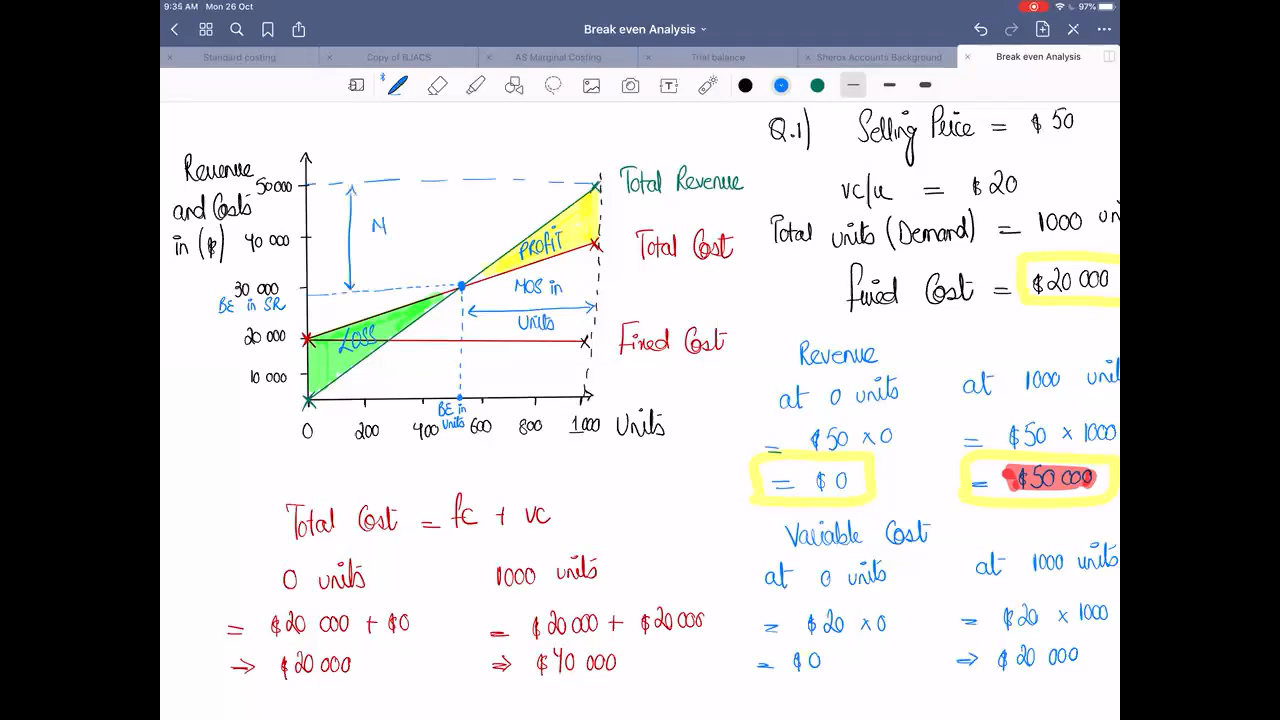 9:35 AM Mon 26 Oct
97%
Break even Analysis
Standard costing
Copy of BJACS
AS Marginal Costing
Trial balance
Sherox Accounts Background
Break even Analysis
Revenue
and Costs
in ($)
50 000
40 000
30 000
BE in SR
20 000
10 000
M
LOSS
PROFIT
MOS in
Units
BE in
Units
0 200 400 600 800 1000 Units
Total Revenue
Total Cost
Fixed Cost
Total Cost = FC + VC
0 units
= $20 000 + $0
⇒ $20 000
1000 units
= $20 000 + $20 000
⇒ $40 000
Q.1) Selling Price = $50
VC/u = $20
Total units (Demand) = 1000 un
Fixed Cost = $20 000
Revenue
at 0 units
= $50 x 0
= $0
at 1000 unit
= $50 x 1000
= $50 000
Variable Cost
at 0 units
= $20 x 0
= $0
at 1000 units
= $20 x 1000
⇒ $20 000